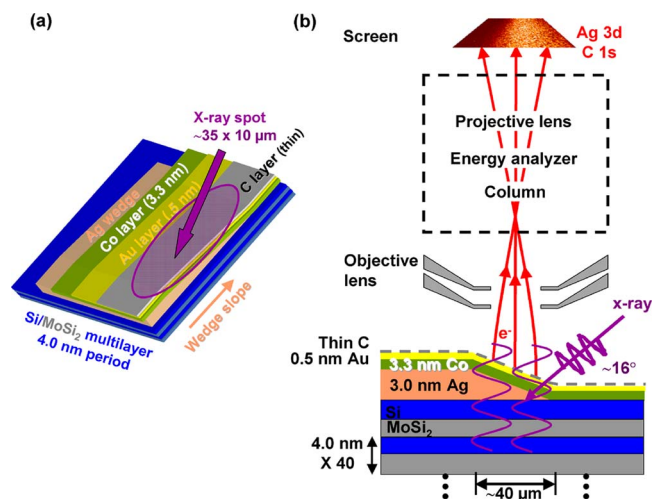 (a)
X-ray spot
~35 x 10 µm
C layer (thin)
Ag wedge
Co layer (3.3 nm)
Au layer (.5 nm)
Si/MoSi₂ multilayer
4.0 nm period
Wedge slope
(b)
Screen
Ag 3d
C 1s
Projective lens
Energy analyzer
Column
Objective
lens
x-ray
e⁻
~16°
Thin C
0.5 nm Au
3.3 nm Co
3.0 nm Ag
Si
MoSi₂
4.0 nm
X 40
~40 µm